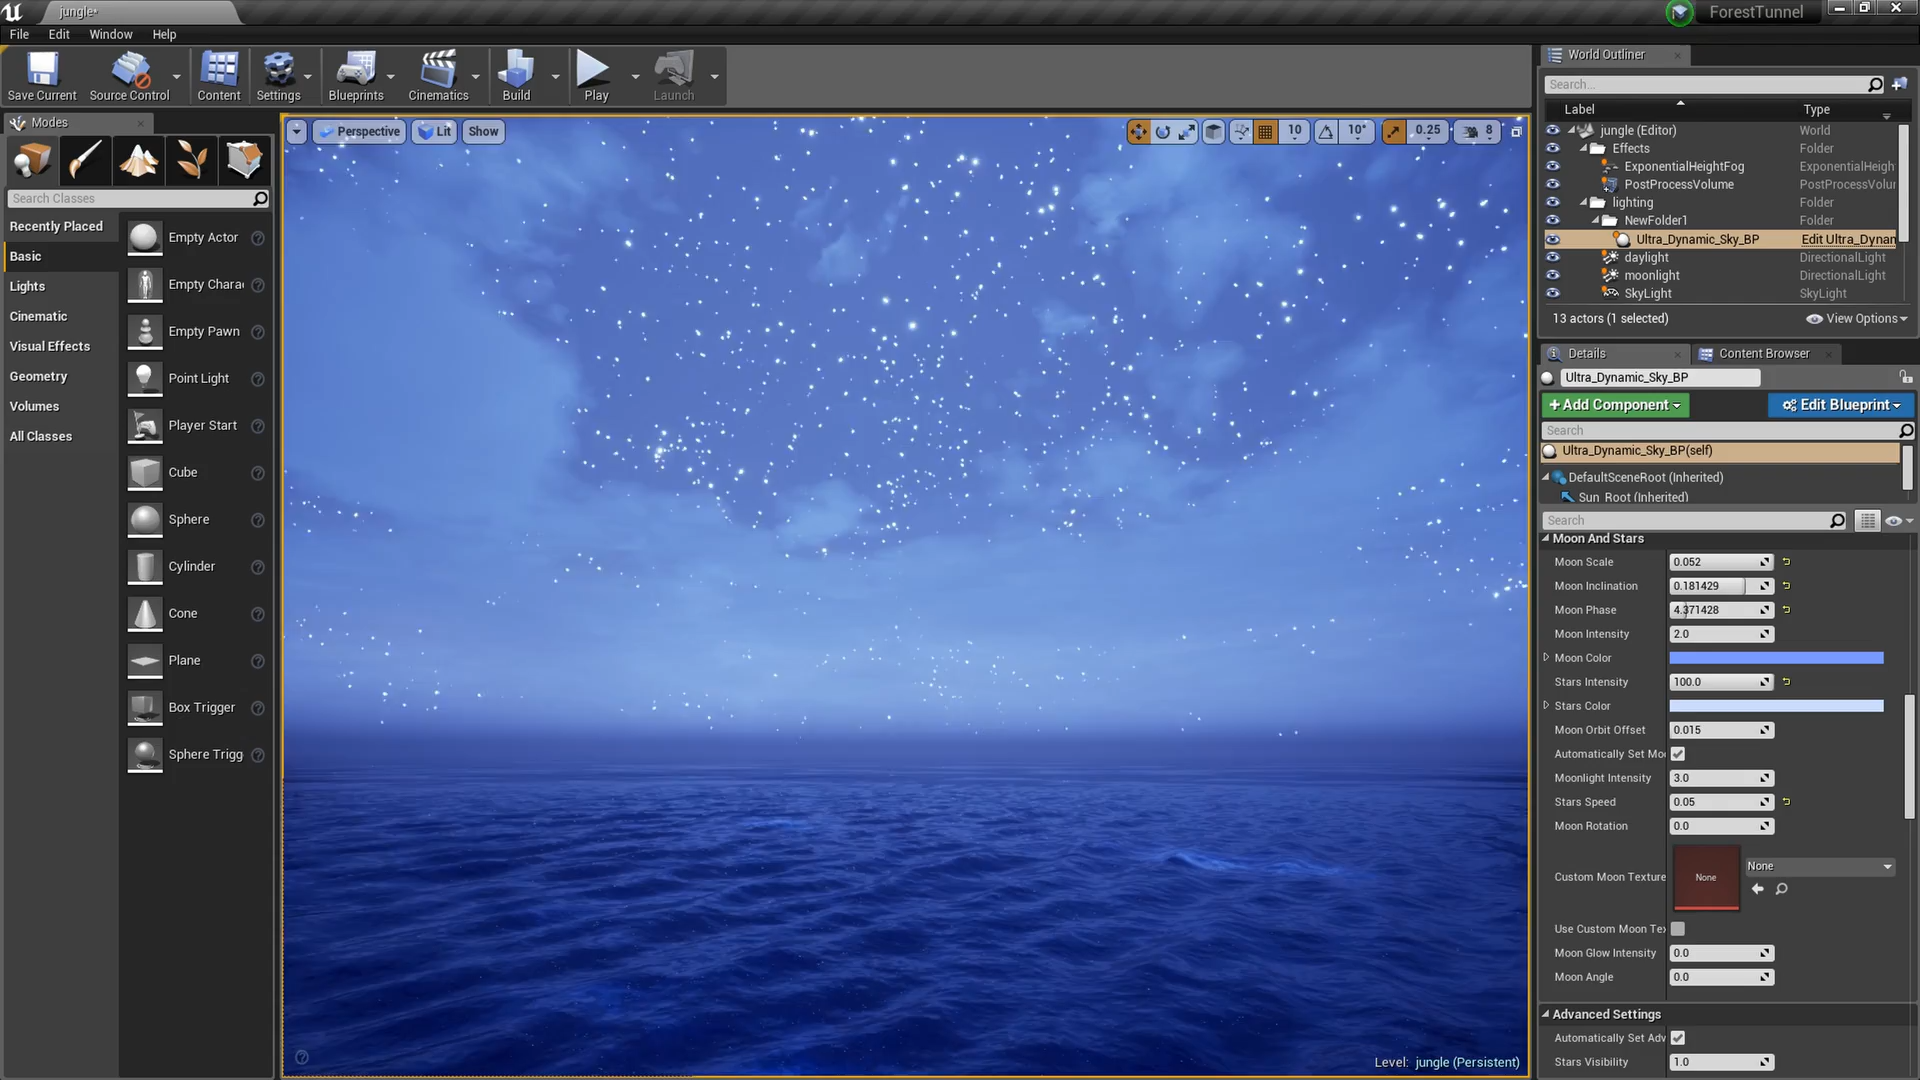 jungle*
ForestTunnel
File Edit Window Help
Save Current
Source Control
Content
Settings
Blueprints
Cinematics
Build
Play
Launch
Modes
Search Classes
Recently Placed
Basic
Lights
Cinematic
Visual Effects
Geometry
Volumes
All Classes
Empty Actor
Empty Chara
Empty Pawn
Point Light
Player Start
Cube
Sphere
Cylinder
Cone
Plane
Box Trigger
Sphere Trigg
Perspective Lit Show
10 10° 0.25 8
Level: jungle (Persistent)
World Outliner
Search...
Label Type
jungle (Editor) World
Effects Folder
ExponentialHeightFog ExponentialHeigh
PostProcessVolume PostProcessVolur
lighting Folder
NewFolder1 Folder
Ultra_Dynamic_Sky_BP Edit Ultra_Dynan
daylight DirectionalLight
moonlight DirectionalLight
SkyLight SkyLight
13 actors (1 selected) View Options
Details Content Browser
Ultra_Dynamic_Sky_BP
+Add Component Edit Blueprint
Search
Ultra_Dynamic_Sky_BP(self)
DefaultSceneRoot (Inherited)
Sun_Root (Inherited)
Search
Moon And Stars
Moon Scale 0.052
Moon Inclination 0.181429
Moon Phase 4.371428
Moon Intensity 2.0
Moon Color
Stars Intensity 100.0
Stars Color
Moon Orbit Offset 0.015
Automatically Set Mo
Moonlight Intensity 3.0
Stars Speed 0.05
Moon Rotation 0.0
Custom Moon Texture None None
Use Custom Moon Tex
Moon Glow Intensity 0.0
Moon Angle 0.0
Advanced Settings
Automatically Set Adv
Stars Visibility 1.0